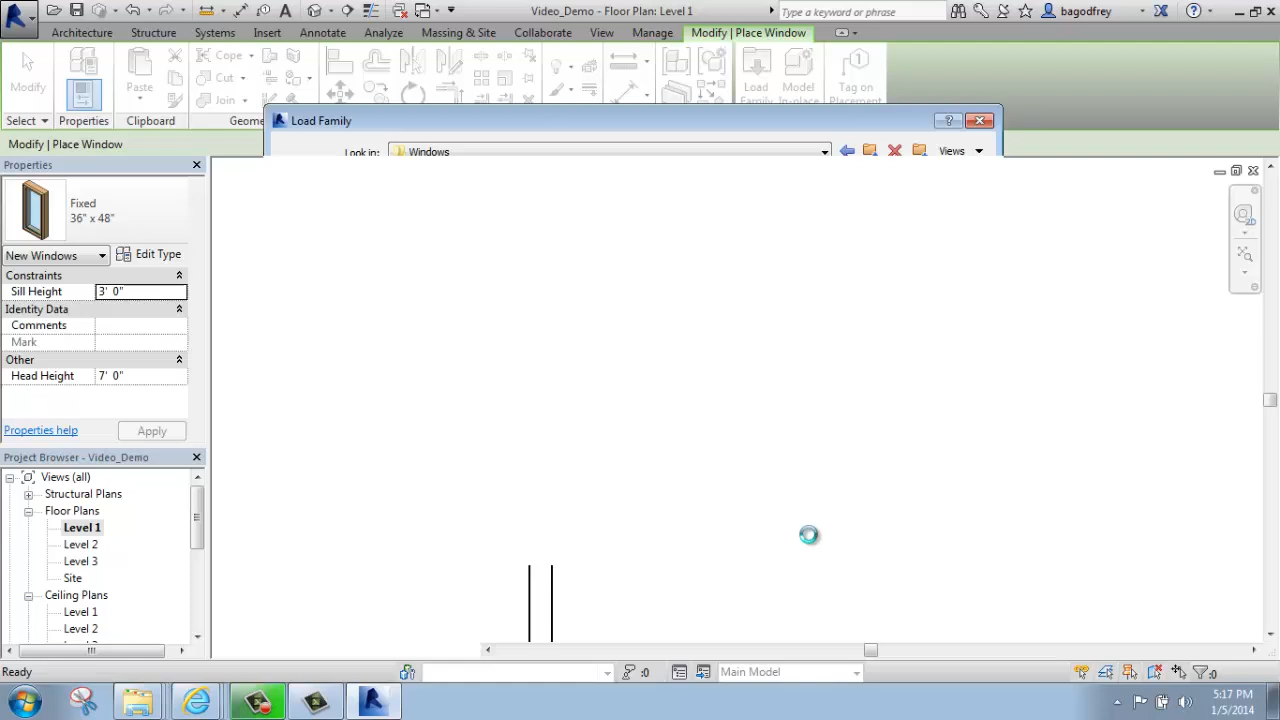 Video_Demo - Floor Plan: Level 1
Type a keyword or phrase
bagodfrey
Architecture Structure Systems Insert Annotate Analyze Massing & Site Collaborate View Manage Modify | Place Window
Modify
Paste
Cope
Cut
Join
Load
Family
Model
In-place
Tag on
Placement
Select Properties Clipboard Geome
Load Family
Modify | Place Window
Look in: Windows Views
Properties
Fixed
36" x 48"
New Windows Edit Type
Constraints
Sill Height 3' 0"
Identity Data
Comments
Mark
Other
Head Height 7' 0"
Properties help Apply
Project Browser - Video_Demo
Views (all)
Structural Plans
Floor Plans
Level 1
Level 2
Level 3
Site
Ceiling Plans
Level 1
Level 2
2D
Ready
:0
Main Model
:0
5:17 PM
1/5/2014